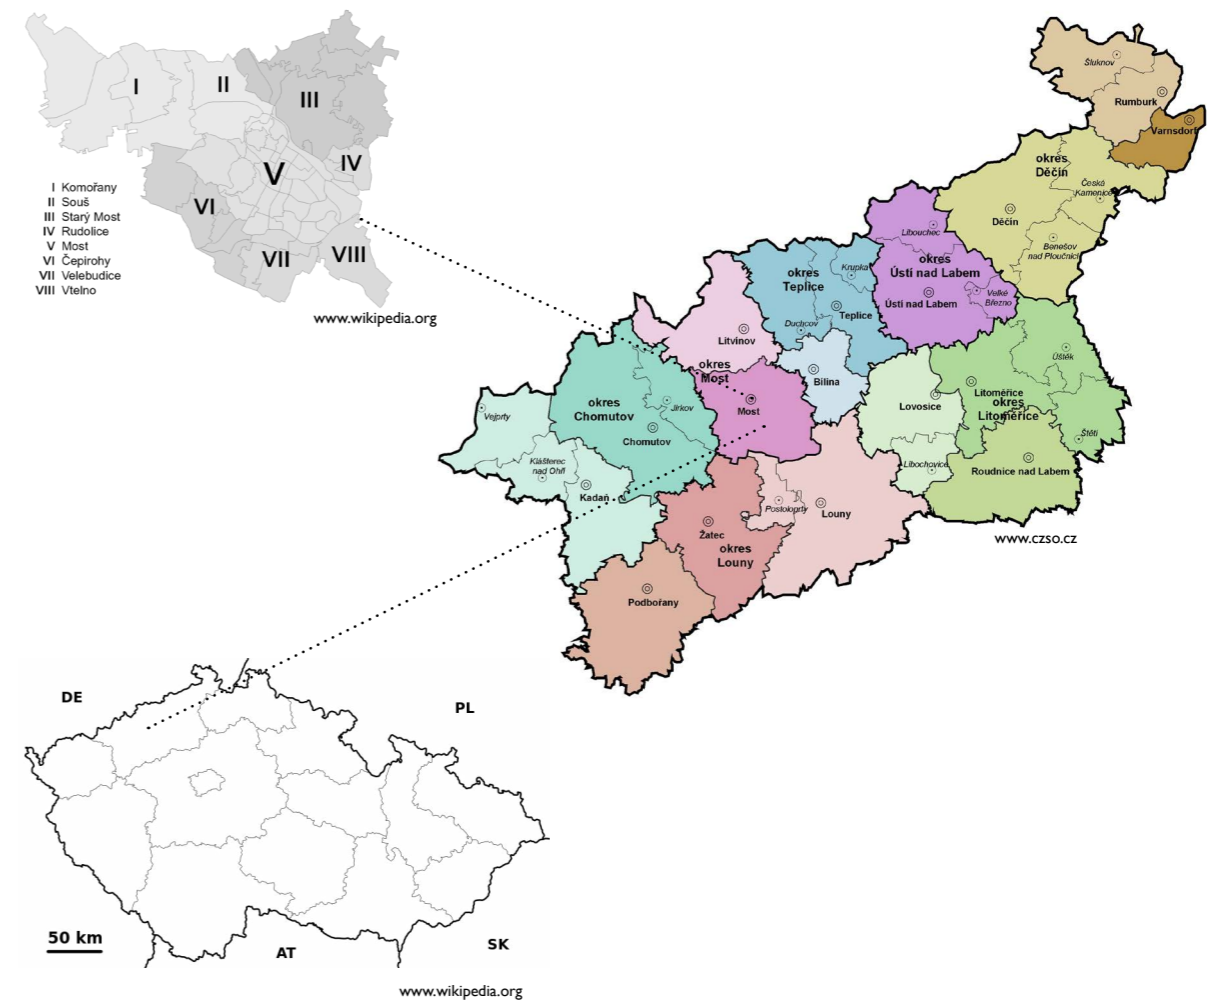 I
II
III
IV
V
VI
VII
VIII
I Komořany
II Souš
III Starý Most
IV Rudolice
V Most
VI Čepirohy
VII Velebudice
VIII Vtelno
www.wikipedia.org
Šluknov
Rumburk
Varnsdorf
okres
Děčín
Česká
Kamenice
Děčín
Benešov
nad Ploučnicí
Libouchec
okres
Ústí nad Labem
Ústí nad Labem
Velké
Březno
okres
Teplice
Krupka
Teplice
Duchcov
Litvínov
okres
Most
Bílina
Most
Lovosice
Litoměřice
okres
Litoměřice
Úštěk
Štětí
Roudnice nad Labem
Libochovice
okres
Chomutov
Jirkov
Chomutov
Vejprty
Klášterec
nad Ohří
Kadaň
Postoloprty
Louny
Žatec
okres
Louny
Podbořany
www.czso.cz
DE
PL
50 km
AT
SK
www.wikipedia.org